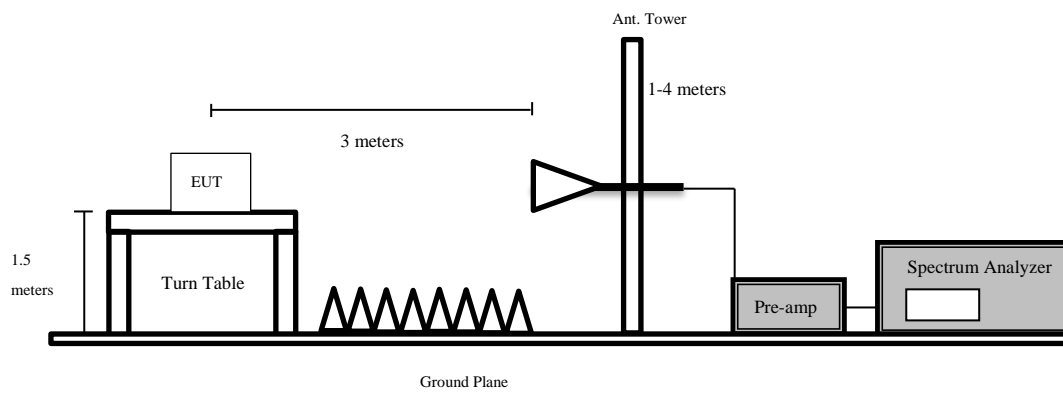 Ant. Tower
1-4 meters
3 meters
EUT
1.5
meters
Turn Table
Spectrum Analyzer
Pre-amp
Ground Plane